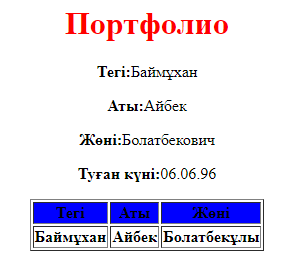 Портфолио
Тегі:Баймұхан
Аты:Айбек
Жөні:Болатбекович
Туған күні:06.06.96
Тегі Аты Жөні
Баймұхан Айбек Болатбекұлы